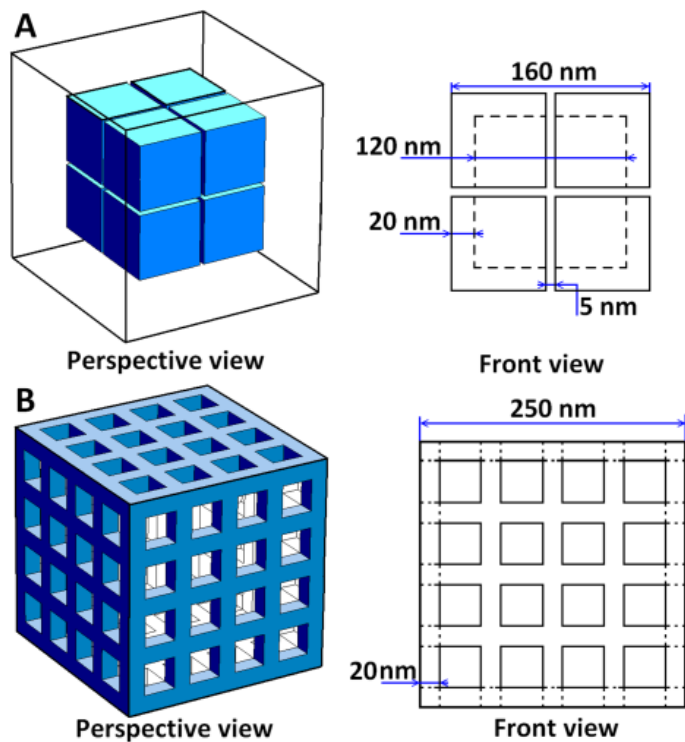 A
160 nm
120 nm
20 nm
5 nm
Perspective view
Front view
B
250 nm
20nm
Perspective view
Front view